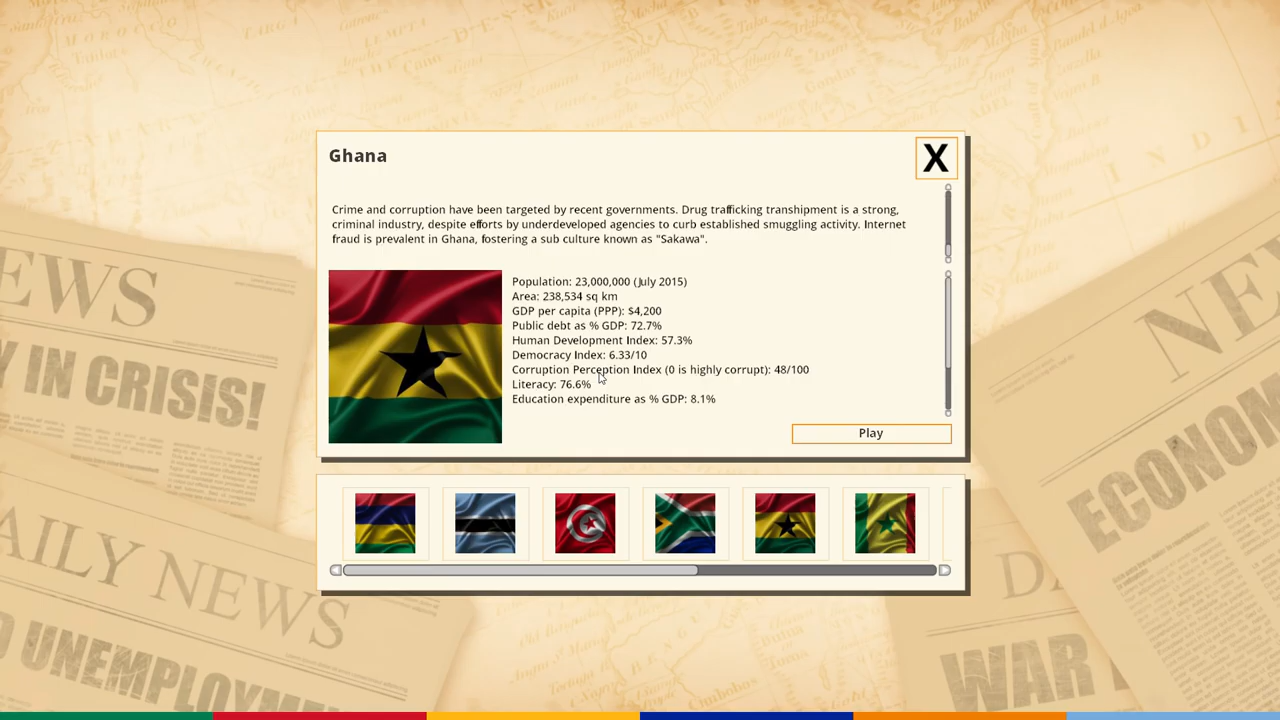 Ghana
X
Crime and corruption have been targeted by recent governments. Drug trafficking transhipment is a strong,
criminal industry, despite efforts by underdeveloped agencies to curb established smuggling activity. Internet
fraud is prevalent in Ghana, fostering a sub culture known as "Sakawa".
Population: 23,000,000 (July 2015)
Area: 238,534 sq km
GDP per capita (PPP): $4,200
Public debt as % GDP: 72.7%
Human Development Index: 57.3%
Democracy Index: 6.33/10
Corruption Perception Index (0 is highly corrupt): 48/100
Literacy: 76.6%
Education expenditure as % GDP: 8.1%
Play
EWS
Y IN CRISIS!
AILY NEWS
UNEMPLOYM
NEW
ECONOM
DA
WAR